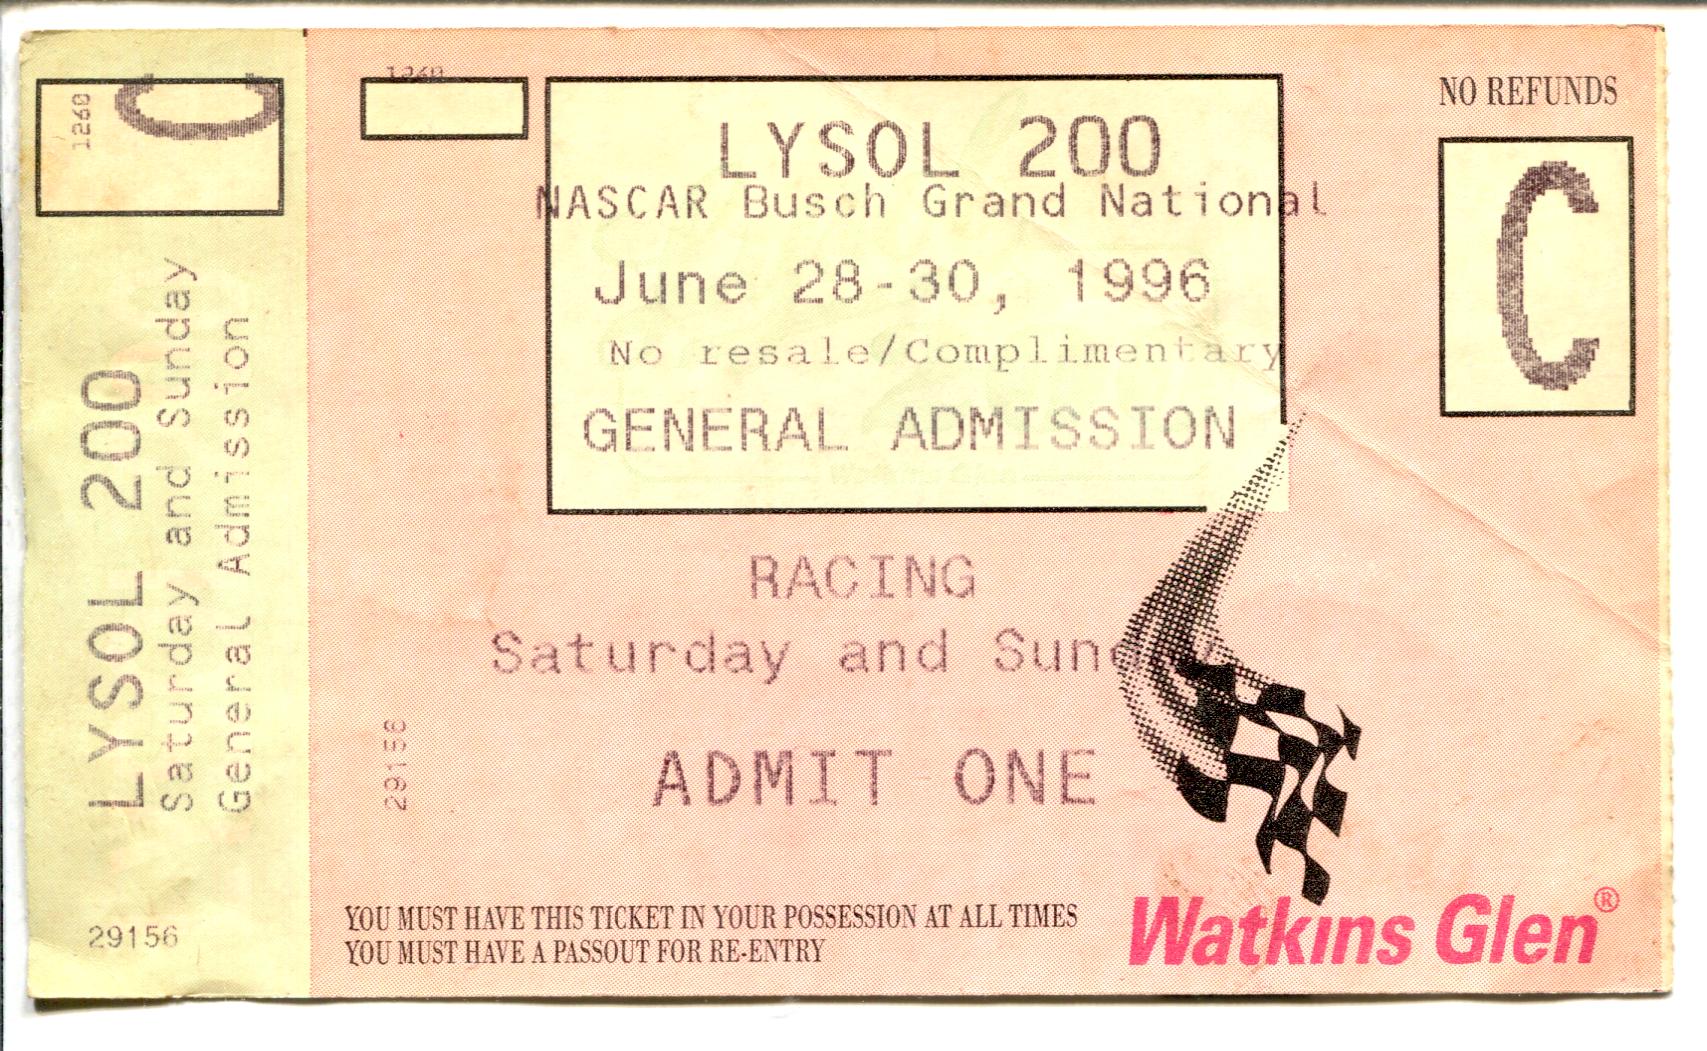 1260
C
LYSOL 200
Saturday and Sunday
General Admission
29156
1260
LYSOL 200
NASCAR Busch Grand National
June 28-30, 1996
No resale/Complimentary
GENERAL ADMISSION
NO REFUNDS
C
RACING
Saturday and Sunday
29156
ADMIT ONE
YOU MUST HAVE THIS TICKET IN YOUR POSSESSION AT ALL TIMES
YOU MUST HAVE A PASSOUT FOR RE-ENTRY
Watkins Glen®